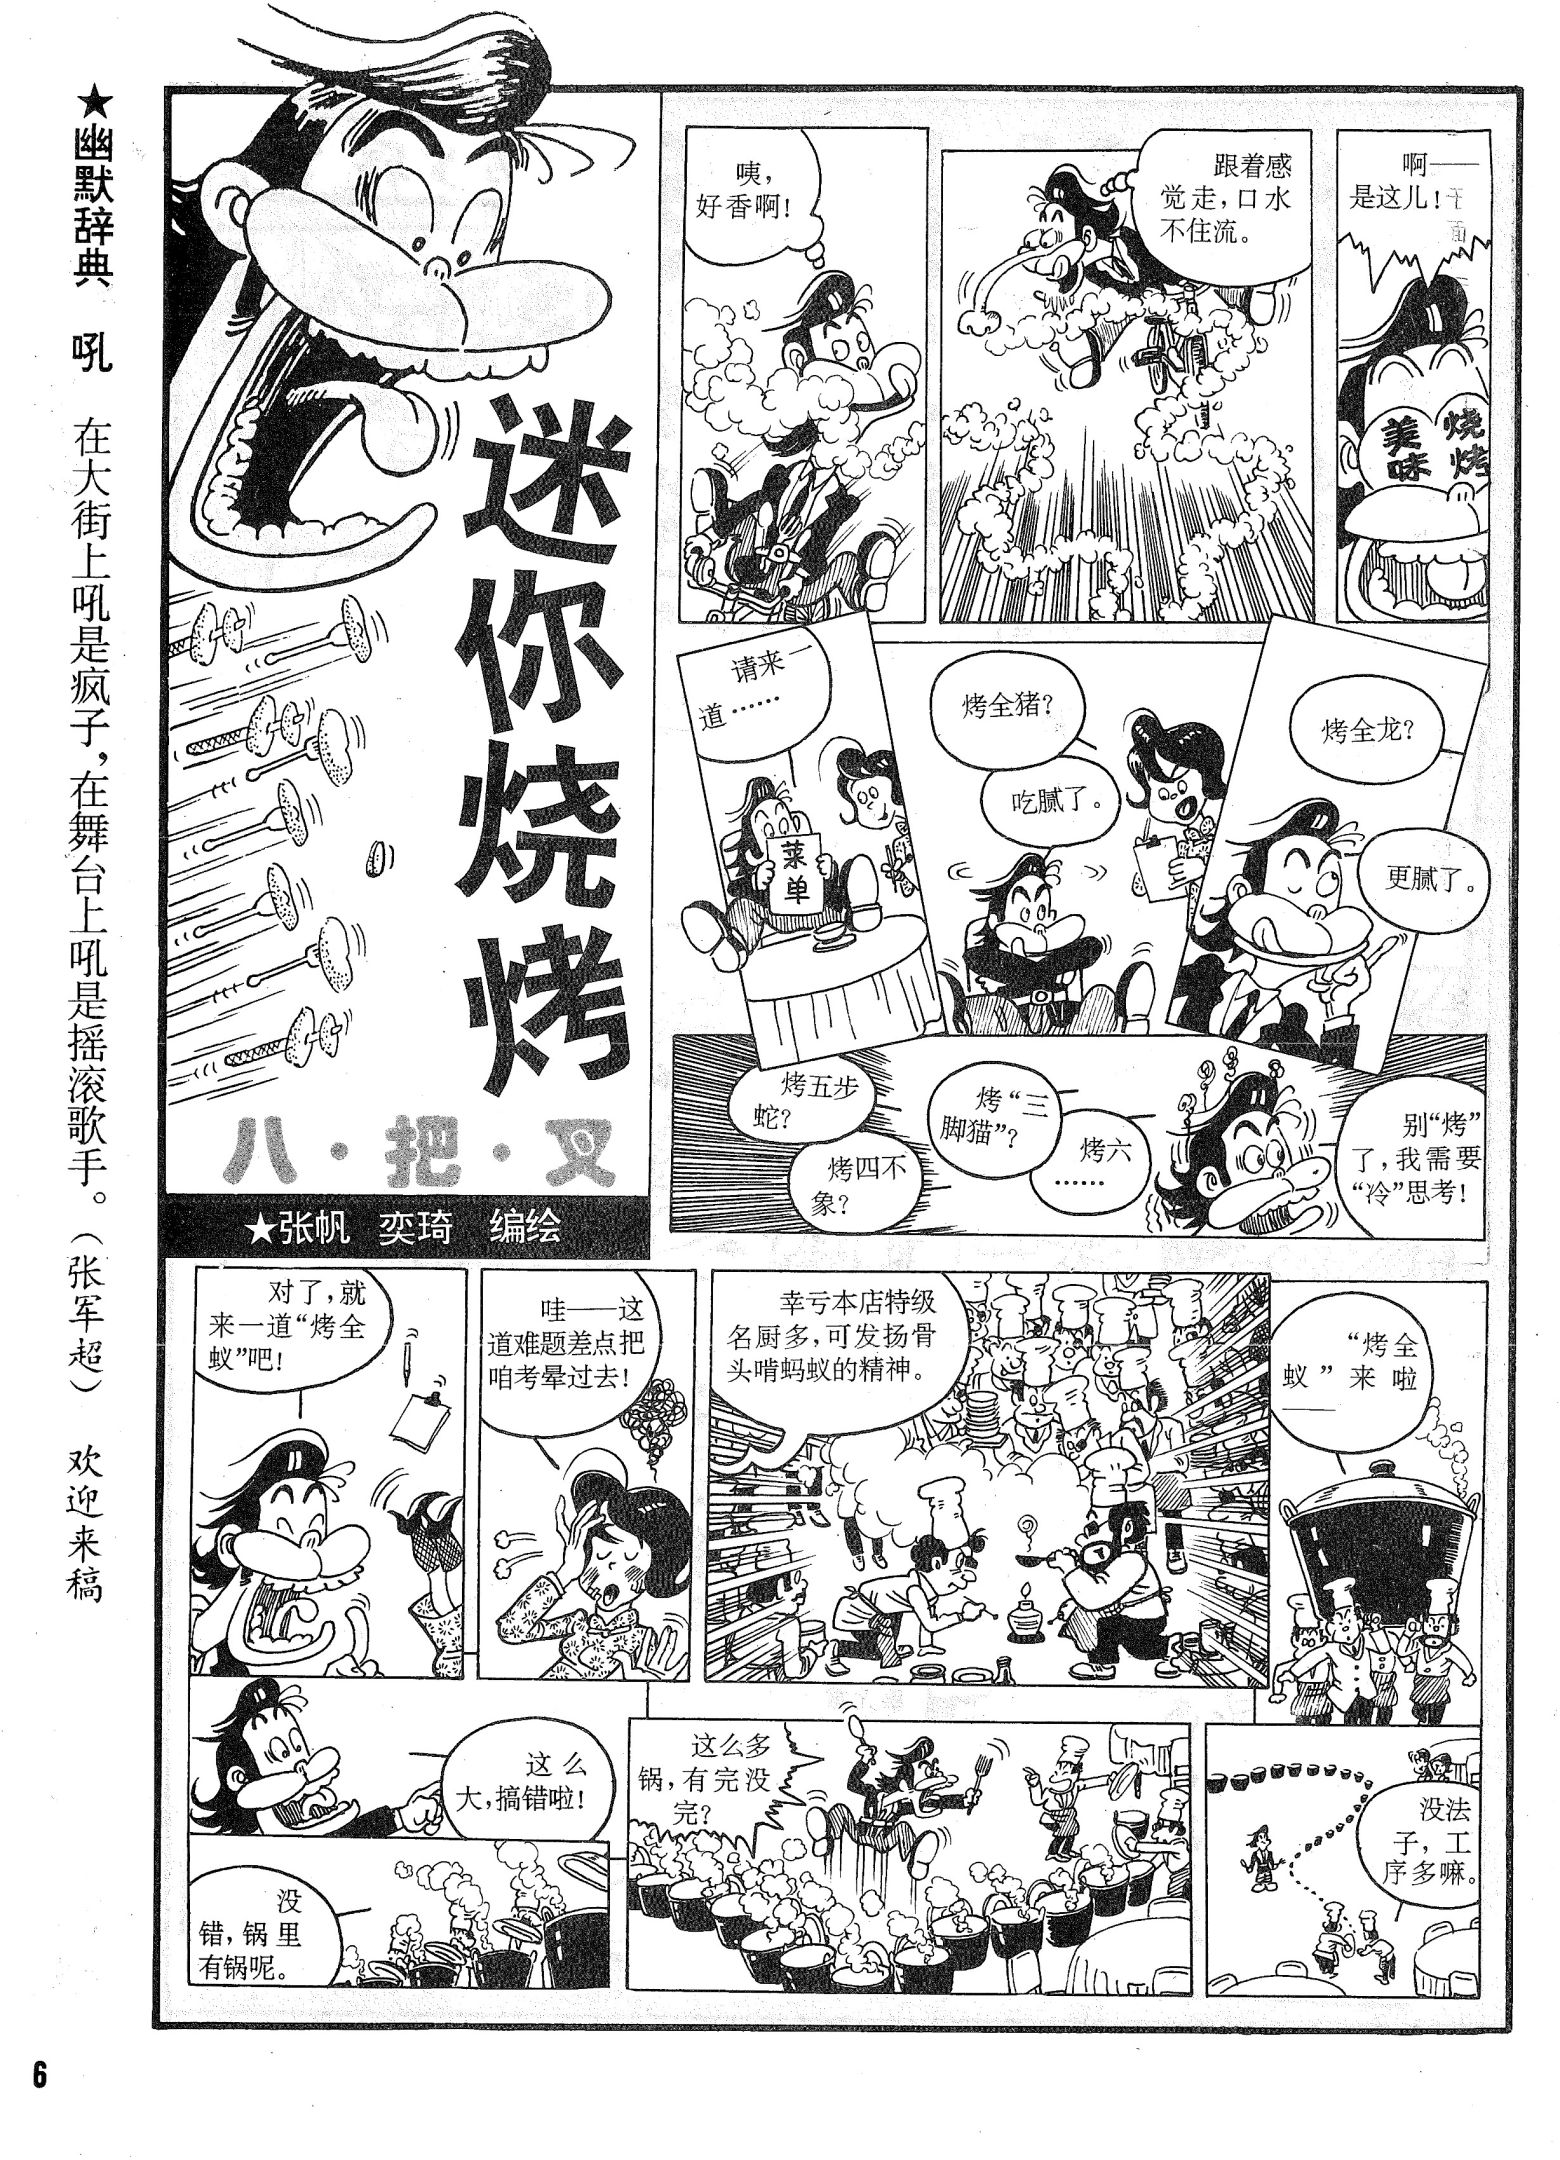 ★幽默辞典 吼 在大街上吼是疯子，在舞台上吼是摇滚歌手。（张军超） 欢迎来稿
迷你烧烤
八·把·叉
★张帆 奕琦 编绘
咦，
好香啊！
跟着感
觉走，口水
不住流。
啊——
是这儿！
美味
烧烤
请来一
道……
菜单
烤全猪？
吃腻了。
烤全龙？
更腻了。
烤五步
蛇？
烤四不
象？
烤“三
脚猫”？
烤六
……
别“烤”
了，我需要
“冷”思考！
对了，就
来一道“烤全
蚁”吧！
哇——这
道难题差点把
咱考晕过去！
幸亏本店特级
名厨多，可发扬骨
头啃蚂蚁的精神。
“烤全
蚁”来啦
——
这么
大，搞错啦！
没
错，锅里
有锅呢。
这么多
锅，有完没
完？
没法
子，工
序多嘛。
6